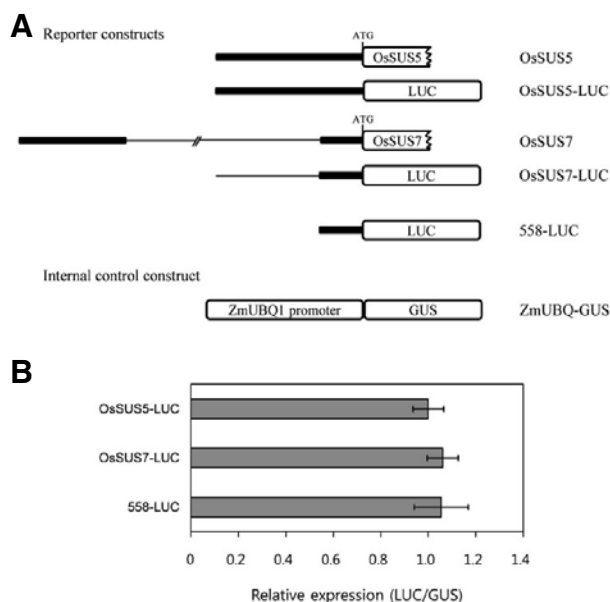 A
Reporter constructs
ATG
OsSUS5
OsSUS5
LUC
OsSUS5-LUC
ATG
OsSUS7
OsSUS7
LUC
OsSUS7-LUC
LUC
558-LUC
Internal control construct
ZmUBQ1 promoter
GUS
ZmUBQ-GUS
B
OsSUS5-LUC
OsSUS7-LUC
558-LUC
0 0.2 0.4 0.6 0.8 1.0 1.2 1.4
Relative expression (LUC/GUS)